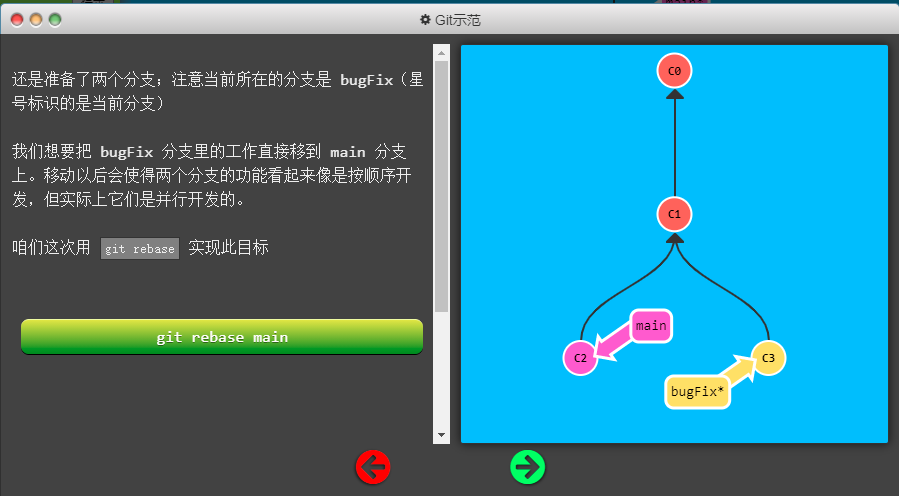 Git示范
还是准备了两个分支；注意当前所在的分支是 bugFix（星
号标识的是当前分支）
我们想要把 bugFix 分支里的工作直接移到 main 分支
上。移动以后会使得两个分支的功能看起来像是按顺序开
发，但实际上它们是并行开发的。
咱们这次用 git rebase 实现此目标
git rebase main
C0
C1
main
C2
C3
bugFix*